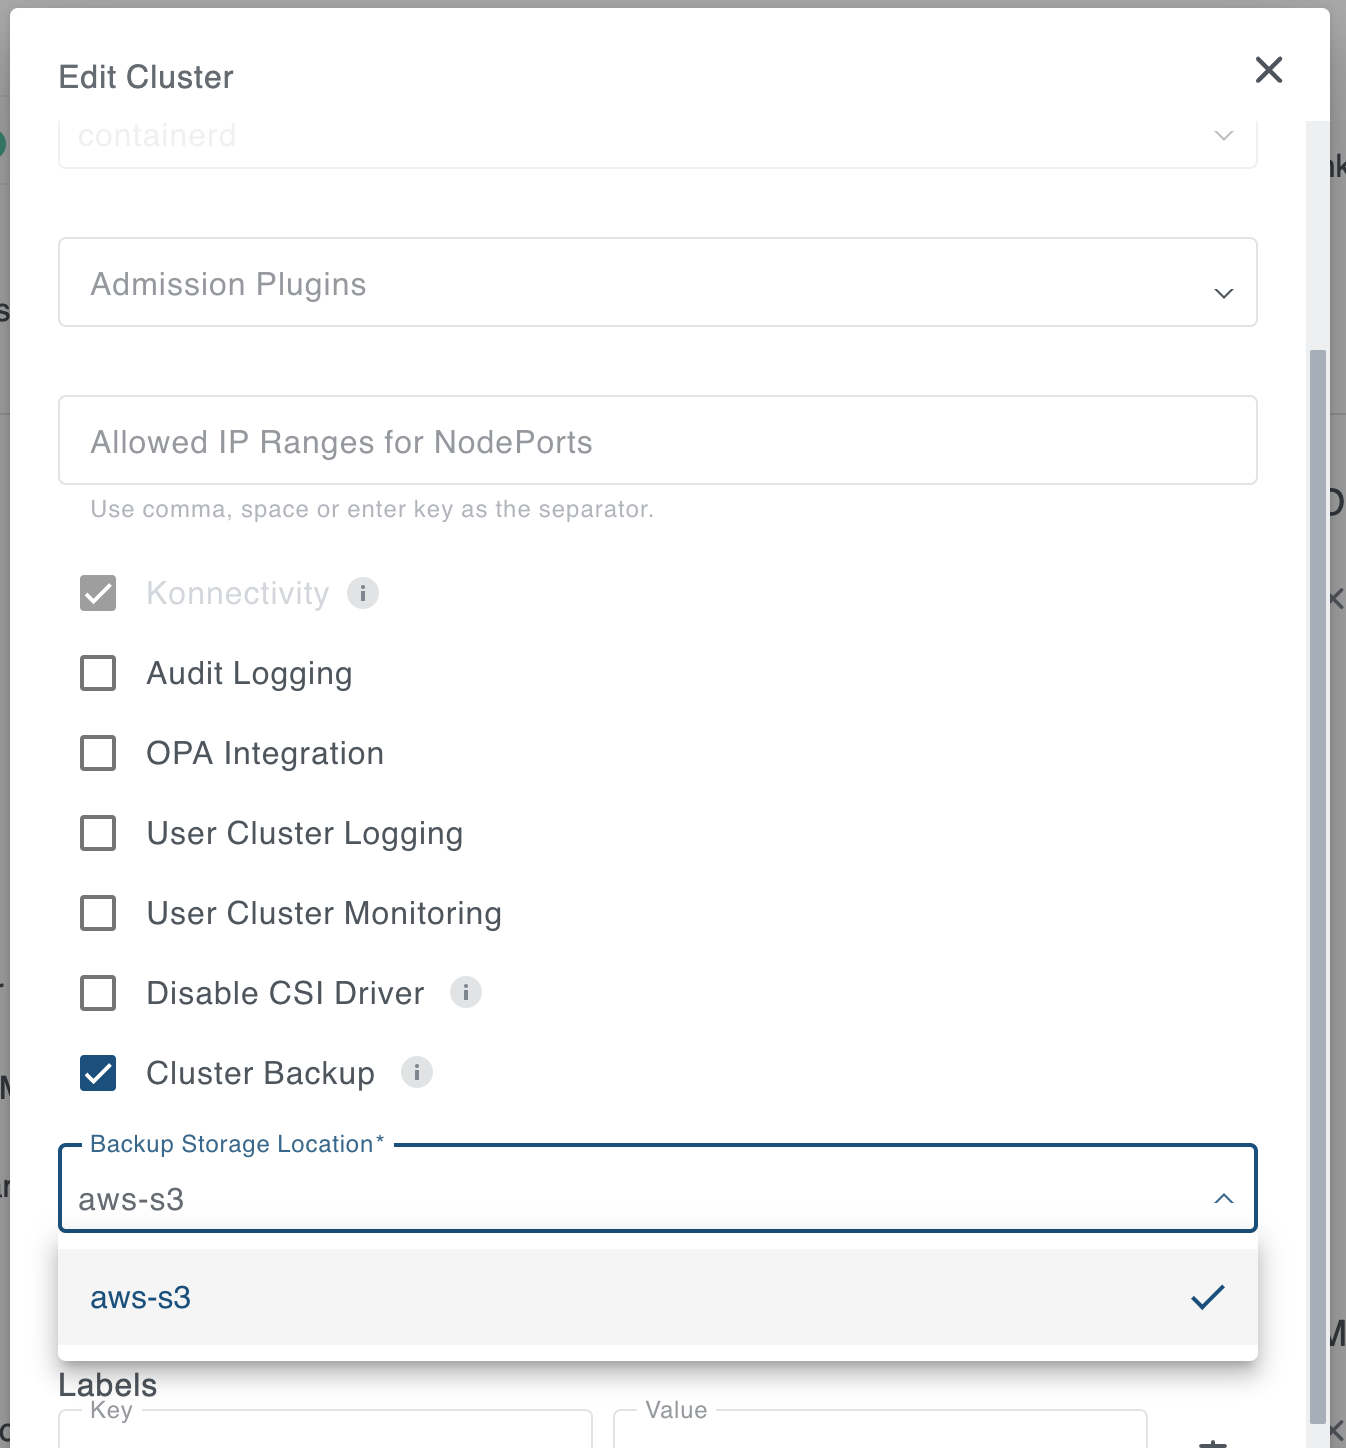 Edit Cluster
containerd
Admission Plugins
Allowed IP Ranges for NodePorts
Use comma, space or enter key as the separator.
Konnectivity
Audit Logging
OPA Integration
User Cluster Logging
User Cluster Monitoring
Disable CSI Driver
Cluster Backup
Backup Storage Location*
aws-s3
aws-s3
Labels
Key
Value